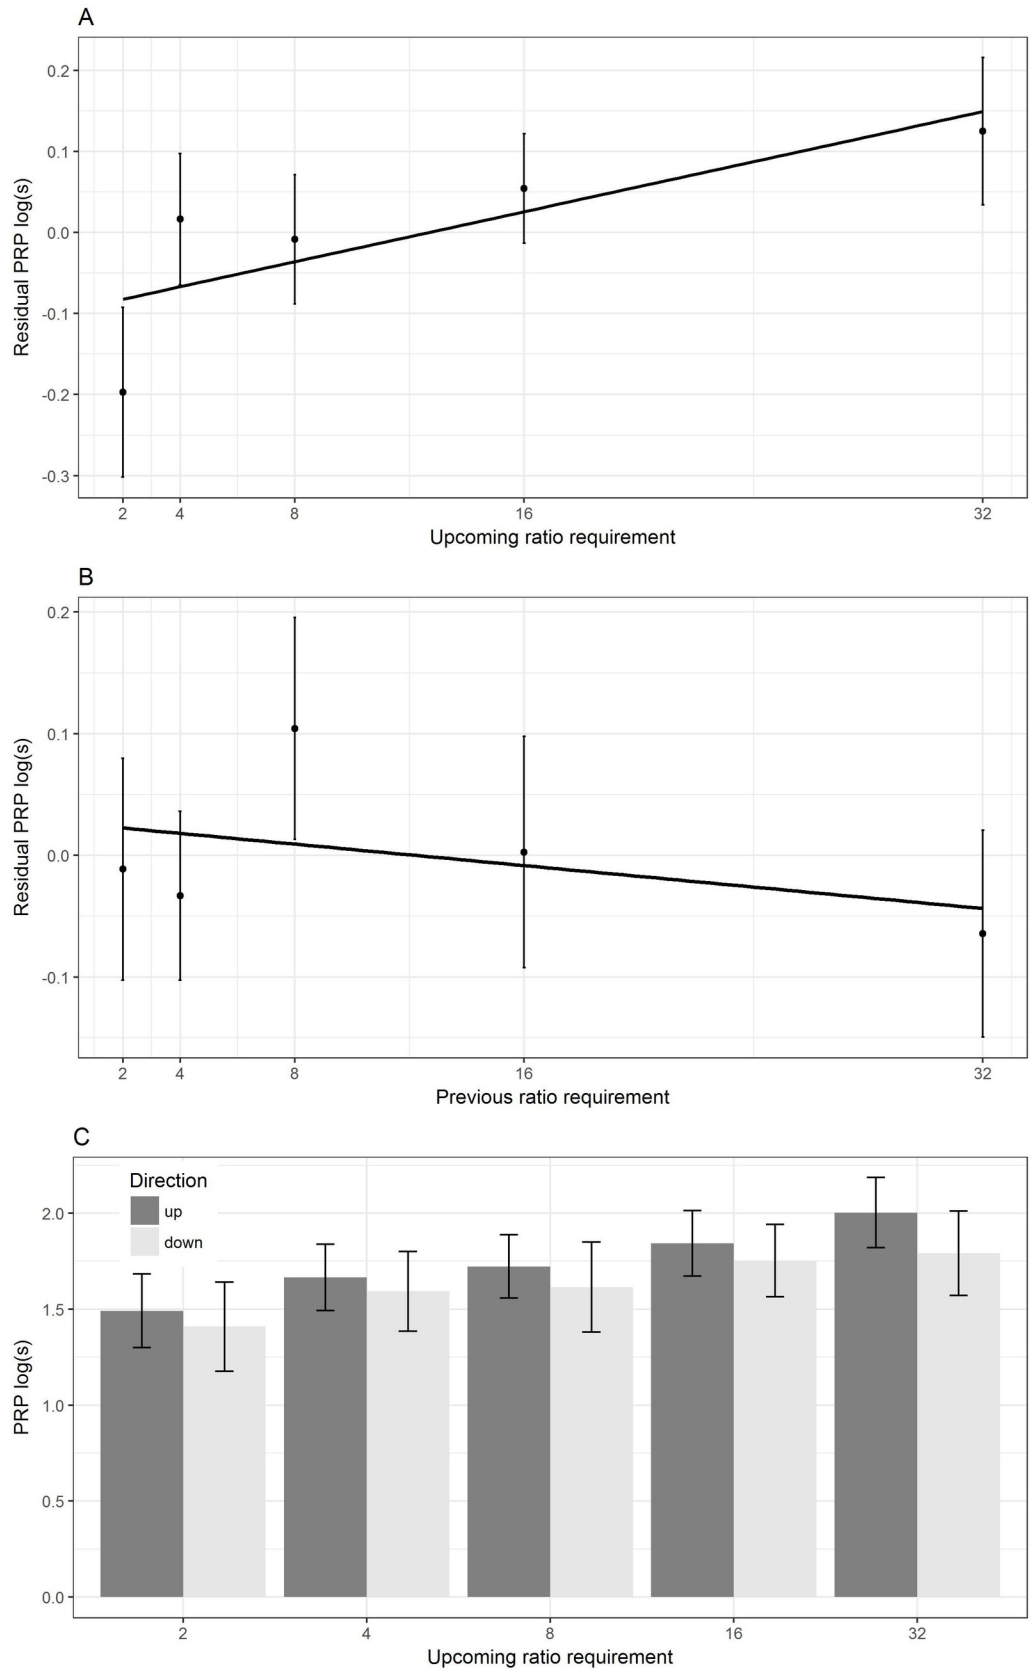 A
Residual PRP log(s)
0.2
0.1
0.0
-0.1
-0.2
-0.3
2 4 8 16 32
Upcoming ratio requirement
B
Residual PRP log(s)
0.2
0.1
0.0
-0.1
2 4 8 16 32
Previous ratio requirement
C
PRP log(s)
Direction
up
down
2.0
1.5
1.0
0.5
0.0
2 4 8 16 32
Upcoming ratio requirement